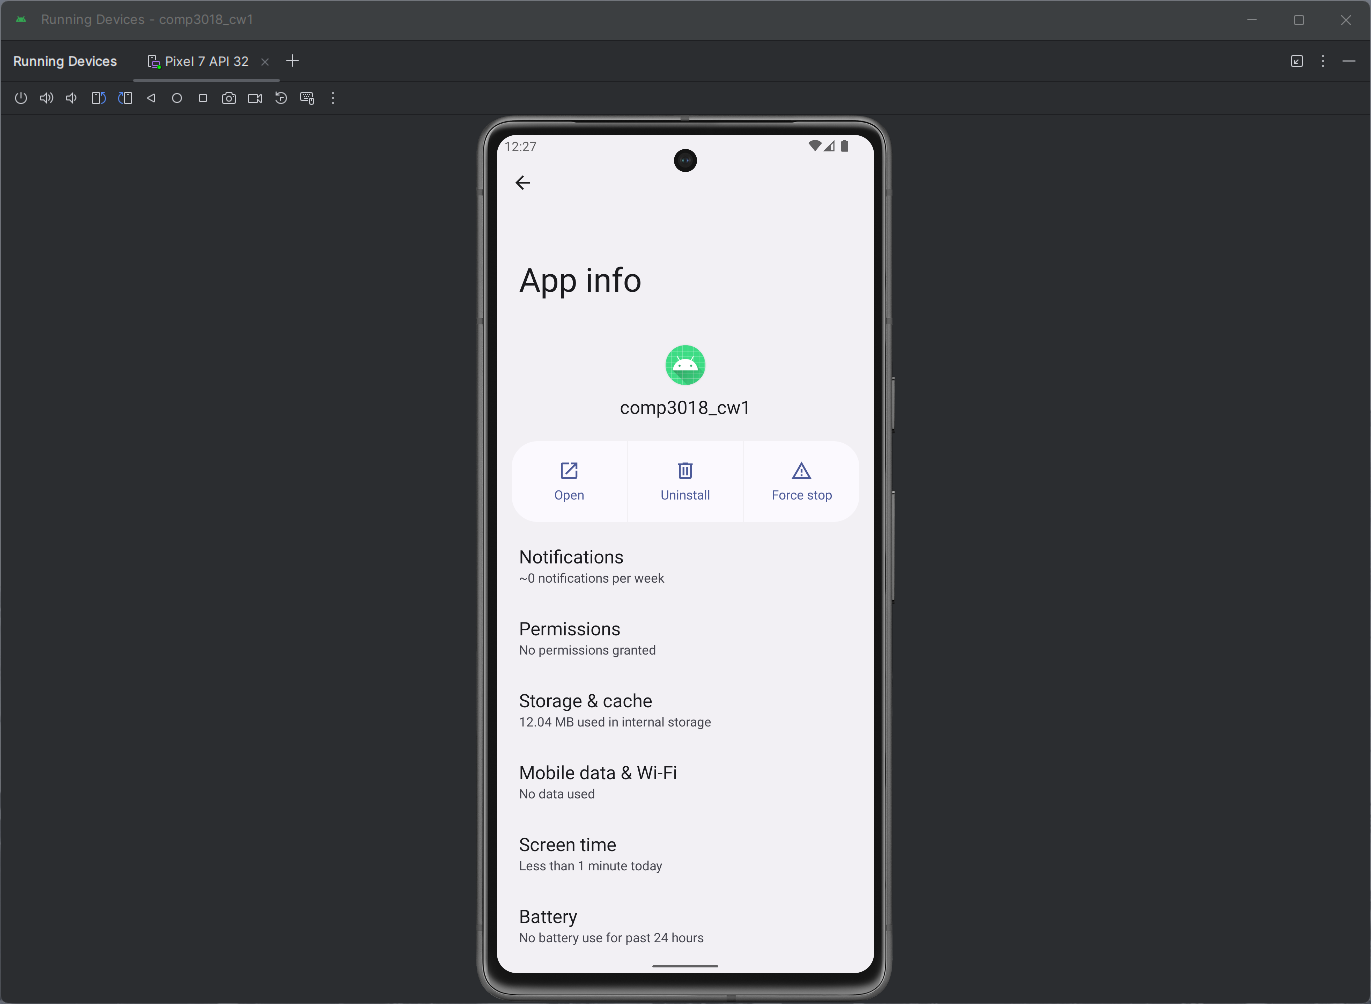 Running Devices - comp3018_cw1
Running Devices
Pixel 7 API 32
12:27
App info
comp3018_cw1
Open
Uninstall
Force stop
Notifications
~0 notifications per week
Permissions
No permissions granted
Storage & cache
12.04 MB used in internal storage
Mobile data & Wi-Fi
No data used
Screen time
Less than 1 minute today
Battery
No battery use for past 24 hours